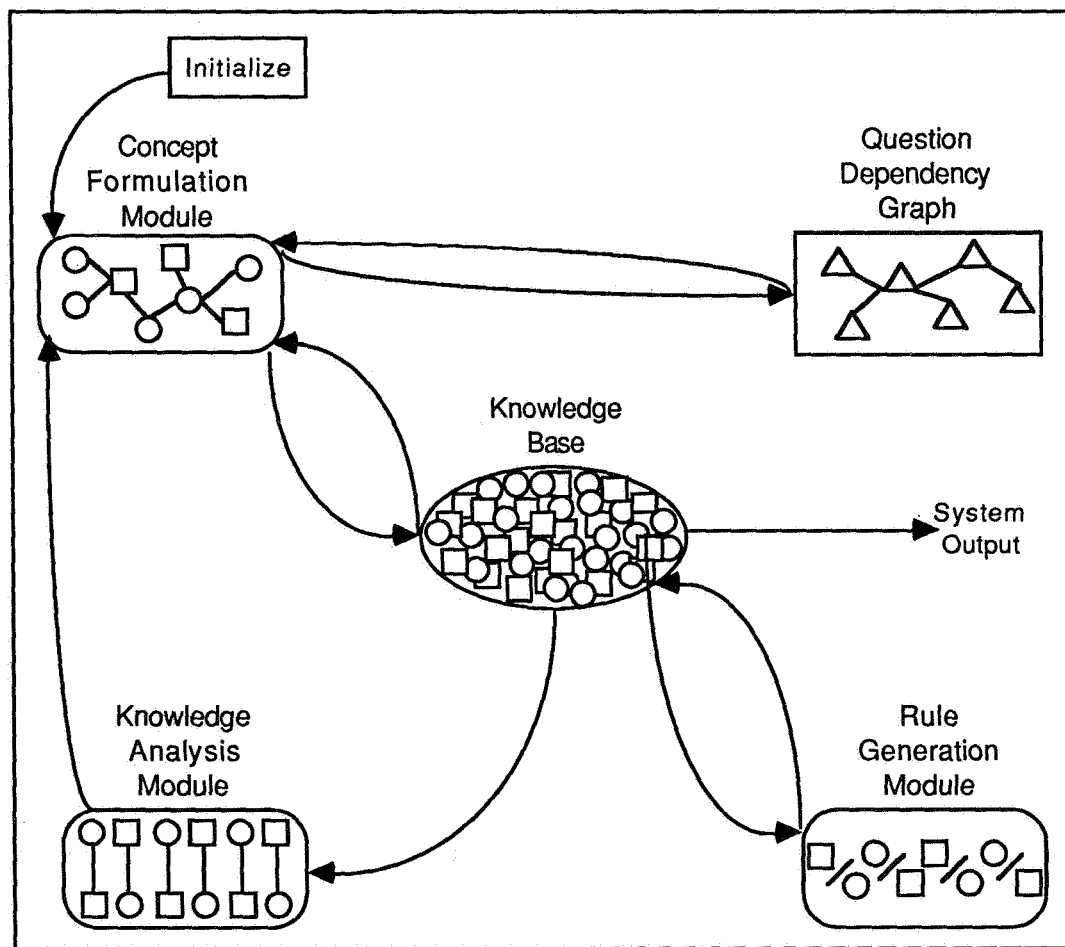 Initialize
Concept
Formulation
Module
Question
Dependency
Graph
Knowledge
Base
System
Output
Knowledge
Analysis
Module
Rule
Generation
Module